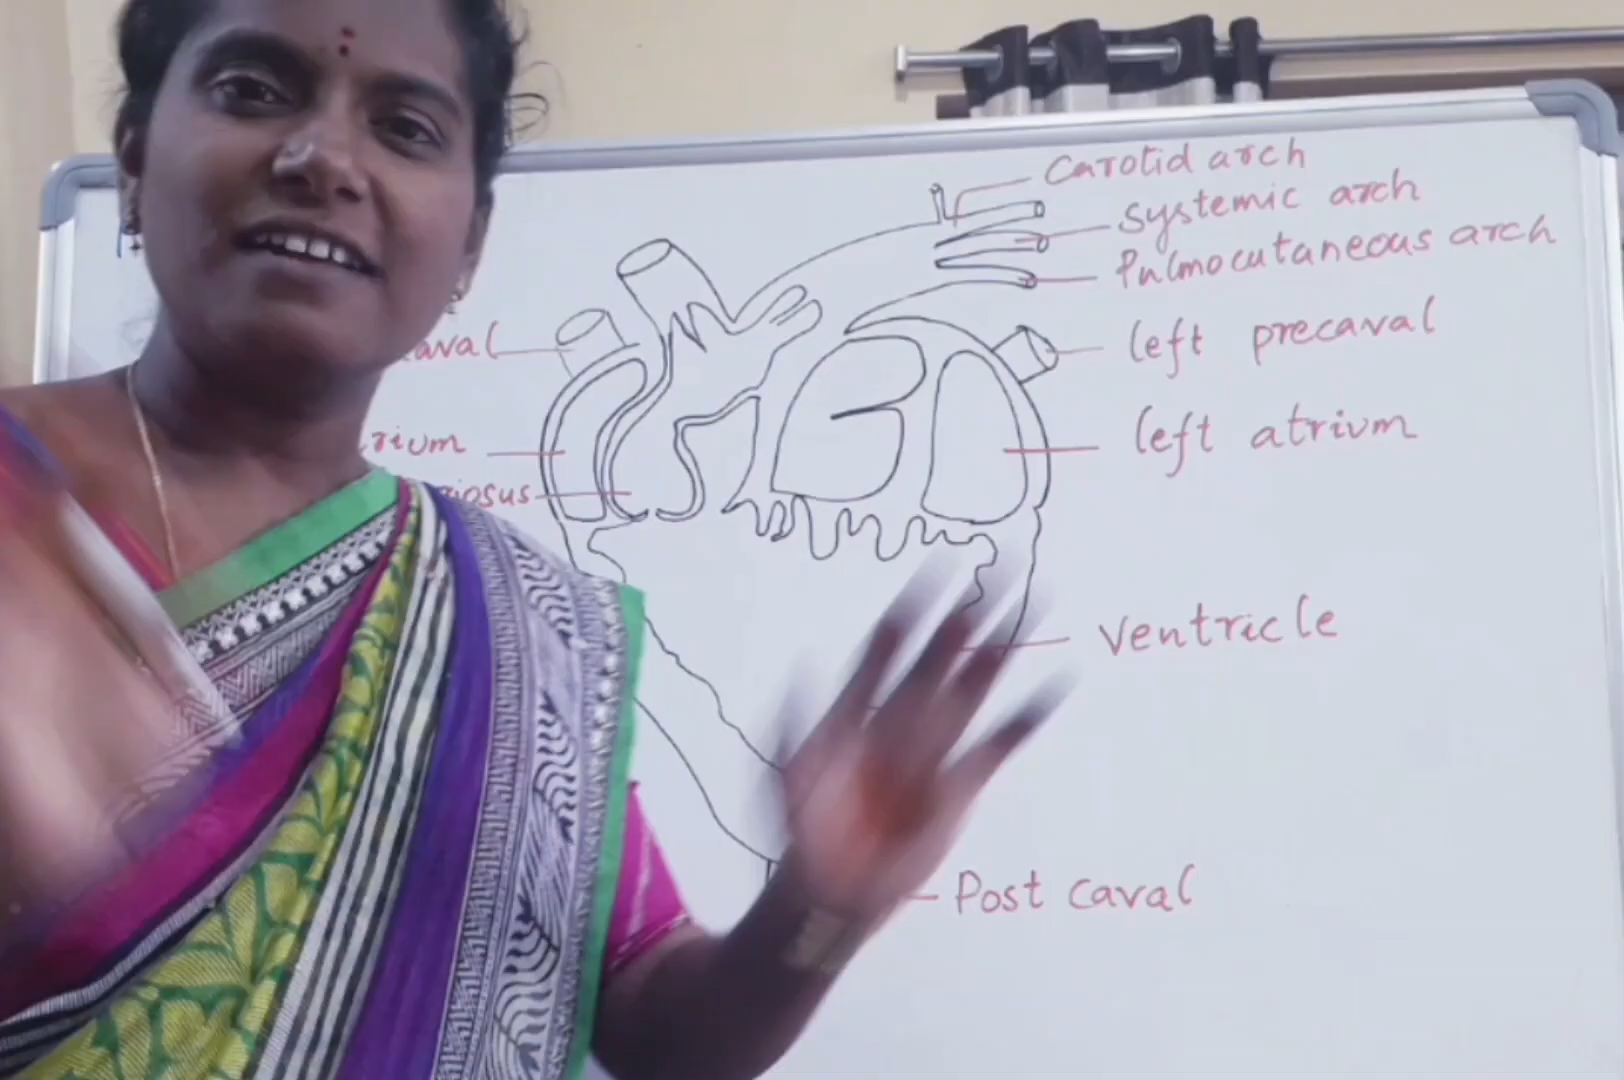 Carotid arch
Systemic arch
Pulmocutaneous arch
left precaval
left atrium
Ventricle
Post caval